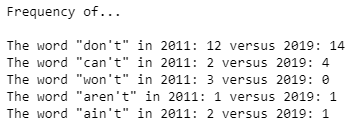 Frequency of...
The word "don't" in 2011: 12 versus 2019: 14
The word "can't" in 2011: 2 versus 2019: 4
The word "won't" in 2011: 3 versus 2019: 0
The word "aren't" in 2011: 1 versus 2019: 1
The word "ain't" in 2011: 2 versus 2019: 1